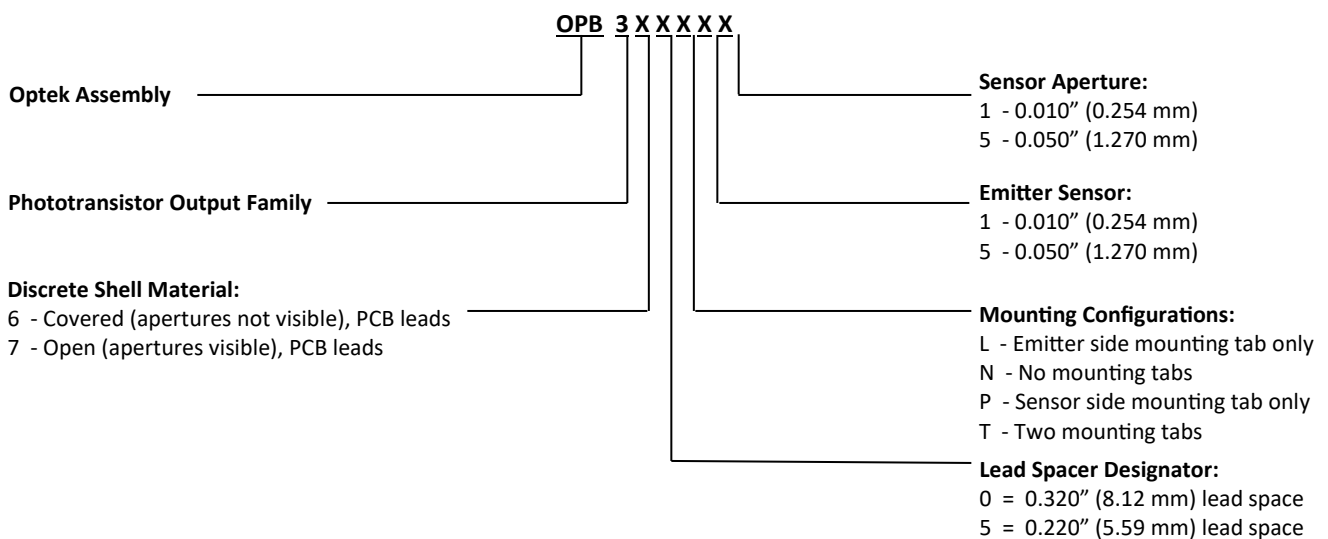 OPB 3 X X X X X
Optek Assembly
Phototransistor Output Family
Discrete Shell Material:
6 - Covered (apertures not visible), PCB leads
7 - Open (apertures visible), PCB leads
Sensor Aperture:
1 - 0.010” (0.254 mm)
5 - 0.050” (1.270 mm)
Emitter Sensor:
1 - 0.010” (0.254 mm)
5 - 0.050” (1.270 mm)
Mounting Configurations:
L - Emitter side mounting tab only
N - No mounting tabs
P - Sensor side mounting tab only
T - Two mounting tabs
Lead Spacer Designator:
0 = 0.320” (8.12 mm) lead space
5 = 0.220” (5.59 mm) lead space